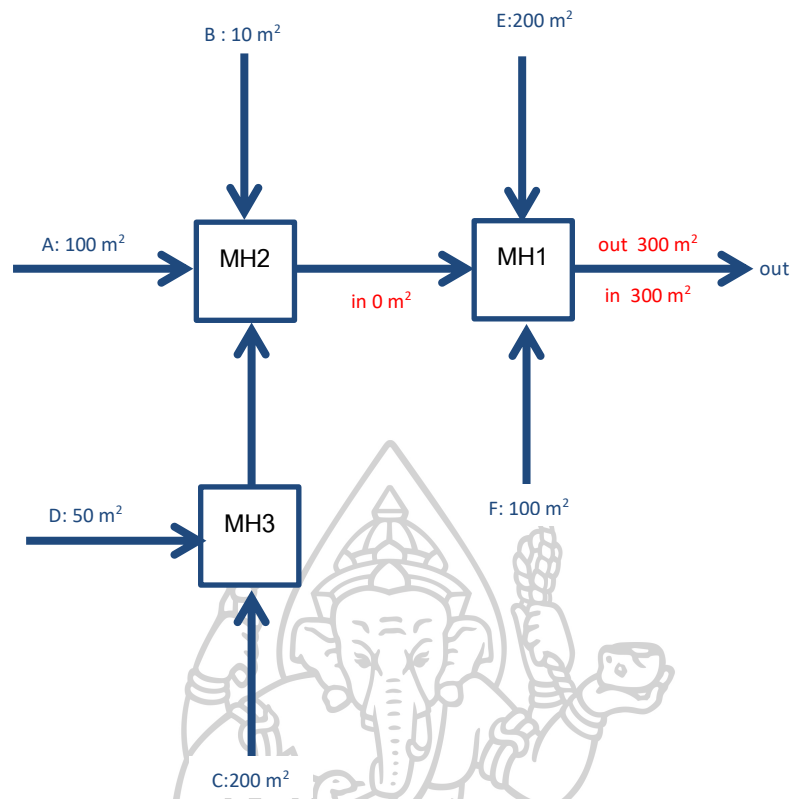 B : 10 m²
E:200 m²
A: 100 m²
MH2
MH1
out 300 m²
out
in 0 m²
in 300 m²
D: 50 m²
MH3
F: 100 m²
C:200 m²